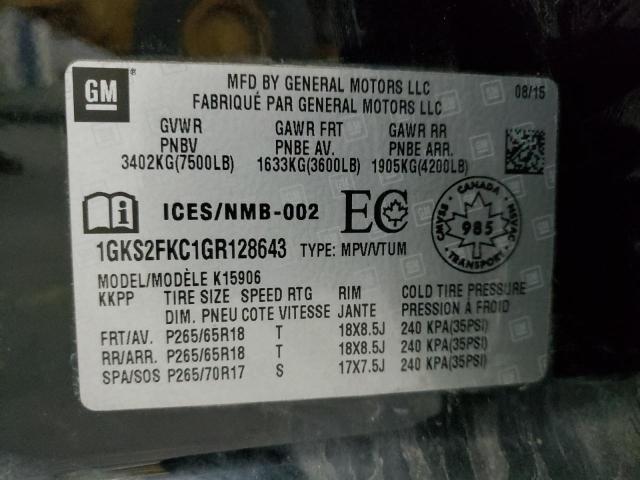 GM
MFD BY GENERAL MOTORS LLC
FABRIQUÉ PAR GENERAL MOTORS LLC
08/15
GVWR GAWR FRT GAWR RR
PNBV PNBE AV. PNBE ARR.
3402KG(7500LB) 1633KG(3600LB) 1905KG(4200LB)
ICES/NMB-002 EC
CANADA
CMVSS 985 NSVAC
TRANSPORT
1GKS2FKC1GR128643 TYPE: MPV/VTUM
MODEL/MODÈLE K15906
KKPP TIRE SIZE SPEED RTG RIM COLD TIRE PRESSURE
DIM. PNEU COTE VITESSE JANTE PRESSION À FROID
FRT/AV. P265/65R18 T 18X8.5J 240 KPA(35PSI)
RR/ARR. P265/65R18 T 18X8.5J 240 KPA(35PSI)
SPA/SOS P265/70R17 S 17X7.5J 240 KPA(35PSI)